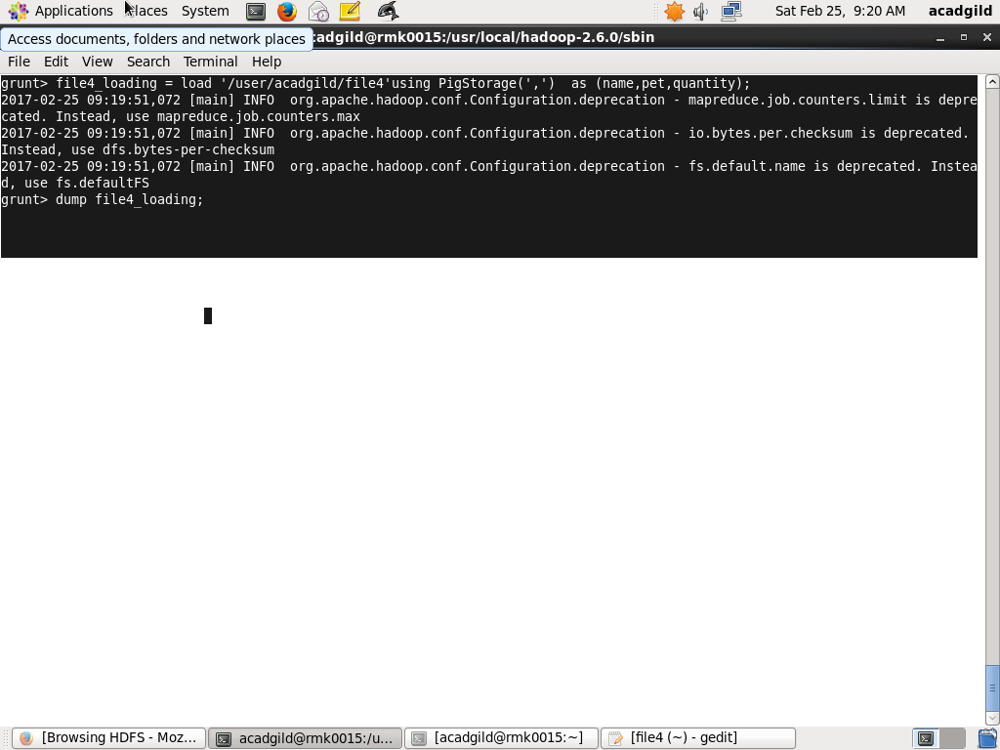 Applications Places System Sat Feb 25, 9:20 AM acadgild
Access documents, folders and network places
cadgild@rmk0015:/usr/local/hadoop-2.6.0/sbin
File Edit View Search Terminal Help
grunt> file4_loading = load '/user/acadgild/file4'using PigStorage(',')  as (name,pet,quantity);
2017-02-25 09:19:51,072 [main] INFO  org.apache.hadoop.conf.Configuration.deprecation - mapreduce.job.counters.limit is depre
cated. Instead, use mapreduce.job.counters.max
2017-02-25 09:19:51,072 [main] INFO  org.apache.hadoop.conf.Configuration.deprecation - io.bytes.per.checksum is deprecated.
Instead, use dfs.bytes-per-checksum
2017-02-25 09:19:51,072 [main] INFO  org.apache.hadoop.conf.Configuration.deprecation - fs.default.name is deprecated. Instea
d, use fs.defaultFS
grunt> dump file4_loading;
[Browsing HDFS - Moz... acadgild@rmk0015:/u... [acadgild@rmk0015:~] [file4 (~) - gedit]